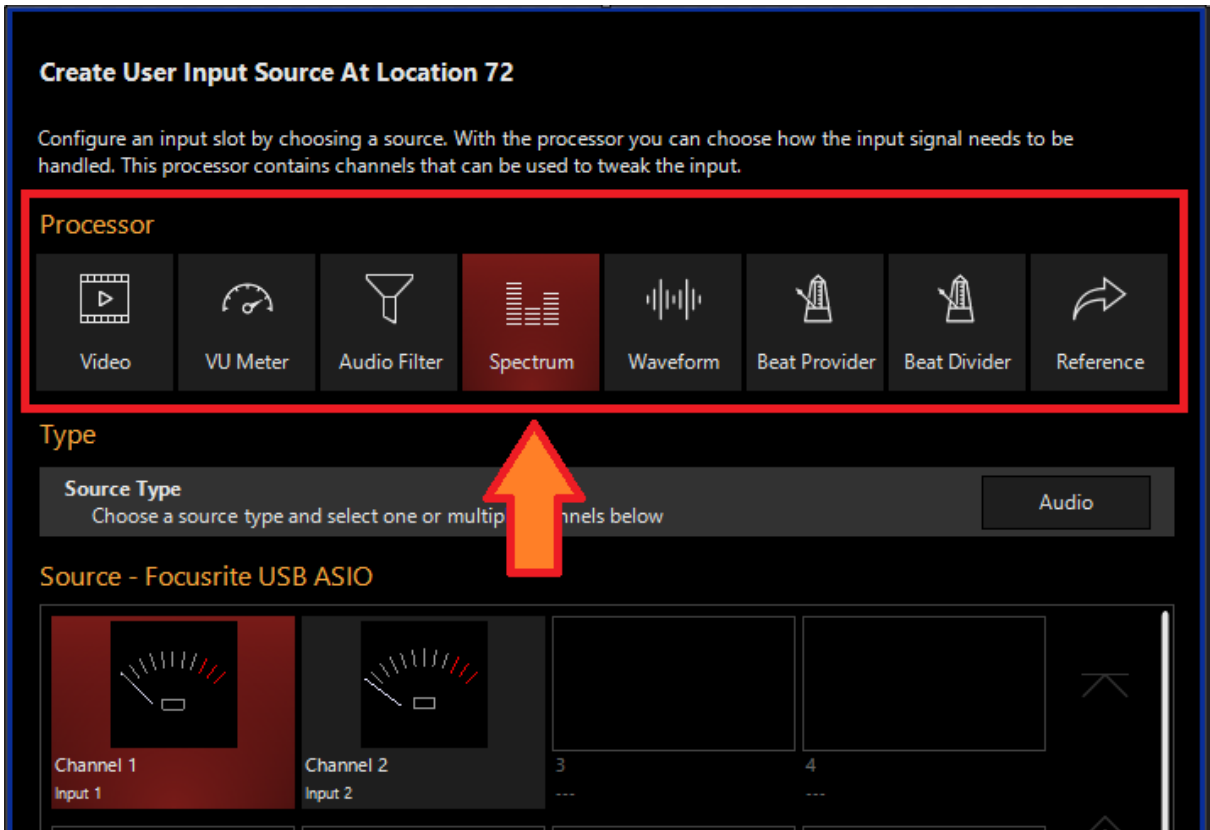 Create User Input Source At Location 72
Configure an input slot by choosing a source. With the processor you can choose how the input signal needs to be
handled. This processor contains channels that can be used to tweak the input.
Processor
Video
VU Meter
Audio Filter
Spectrum
Waveform
Beat Provider
Beat Divider
Reference
Type
Source Type
Choose a source type and select one or multip nnels below
Audio
Source - Focusrite USB ASIO
Channel 1
Input 1
Channel 2
Input 2
3
---
4
---